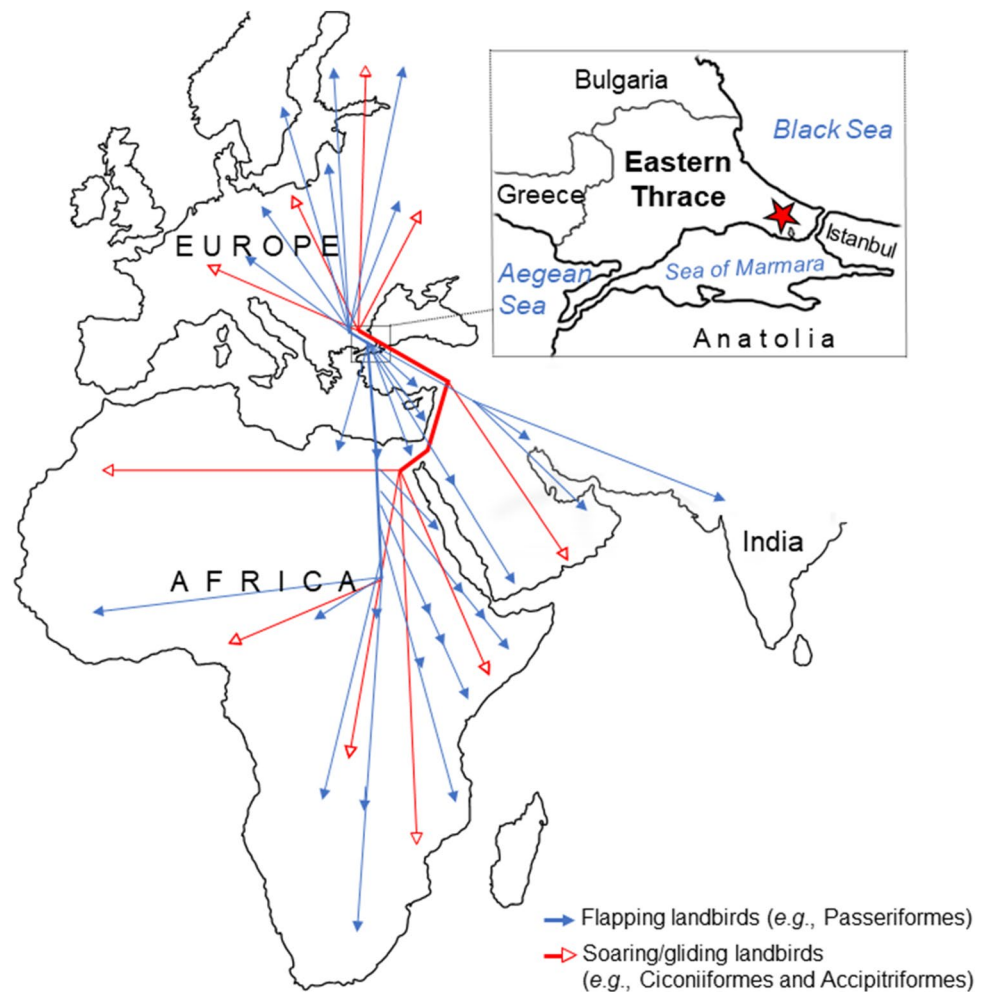 Bulgaria
Black Sea
Eastern
Thrace
Greece
Istanbul
Aegean
Sea
Sea of Marmara
Anatolia
EUROPE
India
AFRICA
Flapping landbirds (e.g., Passeriformes)
Soaring/gliding landbirds
(e.g., Ciconiiformes and Accipitriformes)